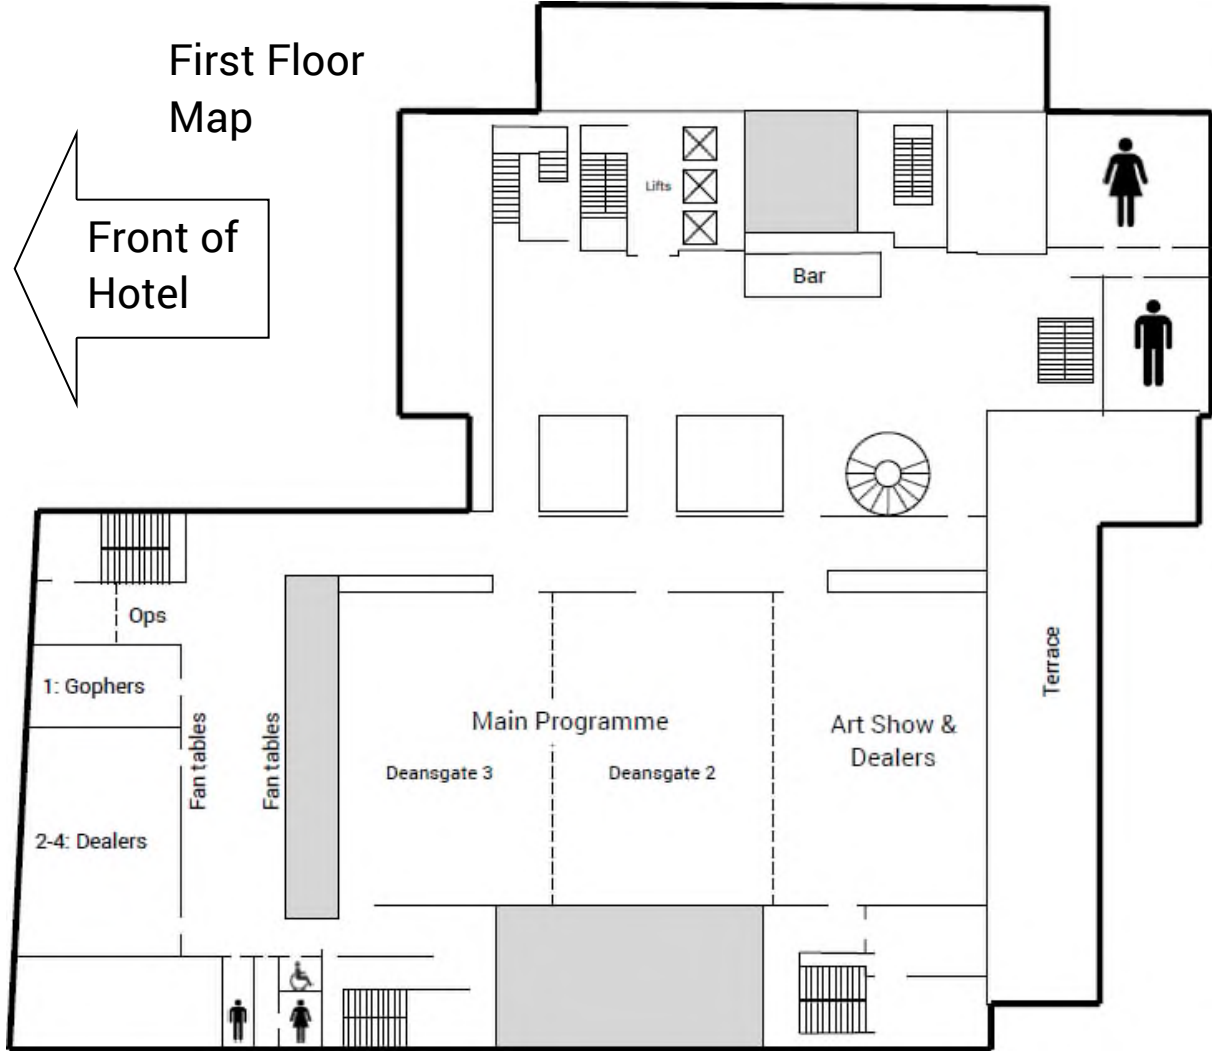 First Floor
Map
Front of
Hotel
Lifts
Bar
Ops
1: Gophers
Fan tables
Fan tables
2-4: Dealers
Main Programme
Deansgate 3
Deansgate 2
Art Show &
Dealers
Terrace